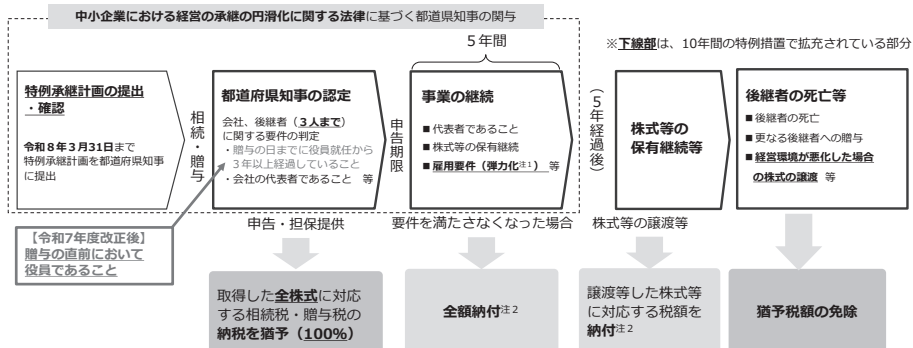 中小企業における経営の承継の円滑化に関する法律に基づく都道府県知事の関与
※下線部は、10年間の特例措置で拡充されている部分
5年間
特例承継計画の提出
・確認
令和8年3月31日まで
特例承継計画を都道府県知事
に提出
相続・贈与
都道府県知事の認定
会社、後継者（3人まで）
に関する要件の判定
・贈与の日までに役員就任から
3年以上経過していること
・会社の代表者であること 等
申告期限
事業の継続
■ 代表者であること
■ 株式等の保有継続
■ 雇用要件（弾力化注1） 等
（5年経過後）
株式等の
保有継続等
後継者の死亡等
■ 後継者の死亡
■ 更なる後継者への贈与
■ 経営環境が悪化した場合
の株式の譲渡 等
【令和7年度改正後】
贈与の直前において
役員であること
申告・担保提供
要件を満たさなくなった場合
株式等の譲渡等
取得した全株式に対応
する相続税・贈与税の
納税を猶予（100%）
全額納付注2
譲渡等した株式等
に対応する税額を
納付注2
猶予税額の免除